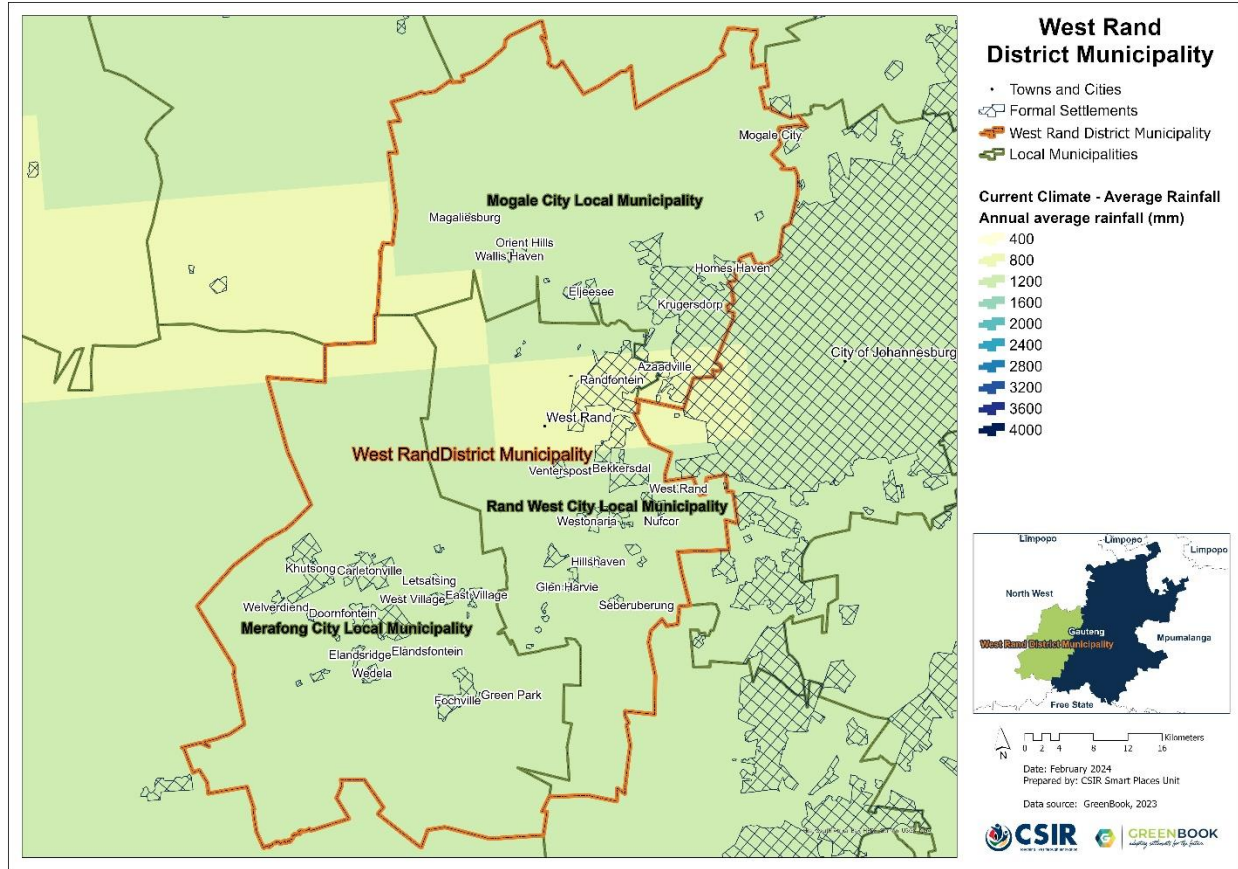 West Rand
District Municipality
Towns and Cities
Formal Settlements
West Rand District Municipality
Local Municipalities
Current Climate - Average Rainfall
Annual average rainfall (mm)
400
800
1200
1600
2000
2400
2800
3200
3600
4000
Mogale City
Mogale City Local Municipality
Magaliesburg
Orient Hills
Wallis Haven
Homes Haven
Eljeesee
Krugersdorp
City of Johannesburg
Azaadville
Randfontein
West Rand
West RandDistrict Municipality
Venterspost
Bekkersdal
West Rand
Rand West City Local Municipality
Westonaria
Nufcor
Hillshaven
Khutsong
Carletonville
Letsatsing
Glen Harvie
West Village
East Village
Seberuberung
Welverdiend
Doornfontein
Merafong City Local Municipality
Elandsridge
Elandsfontein
Wedela
Green Park
Fochville
Limpopo
Limpopo
Limpopo
North West
Gauteng
Mpumalanga
West Rand District Municipality
Free State
N
Kilometers
0 2 4 8 12 16
Date: February 2024
Prepared by: CSIR Smart Places Unit
Data source: GreenBook, 2023
CSIR
G
GREENBOOK
adapting settlements for the future